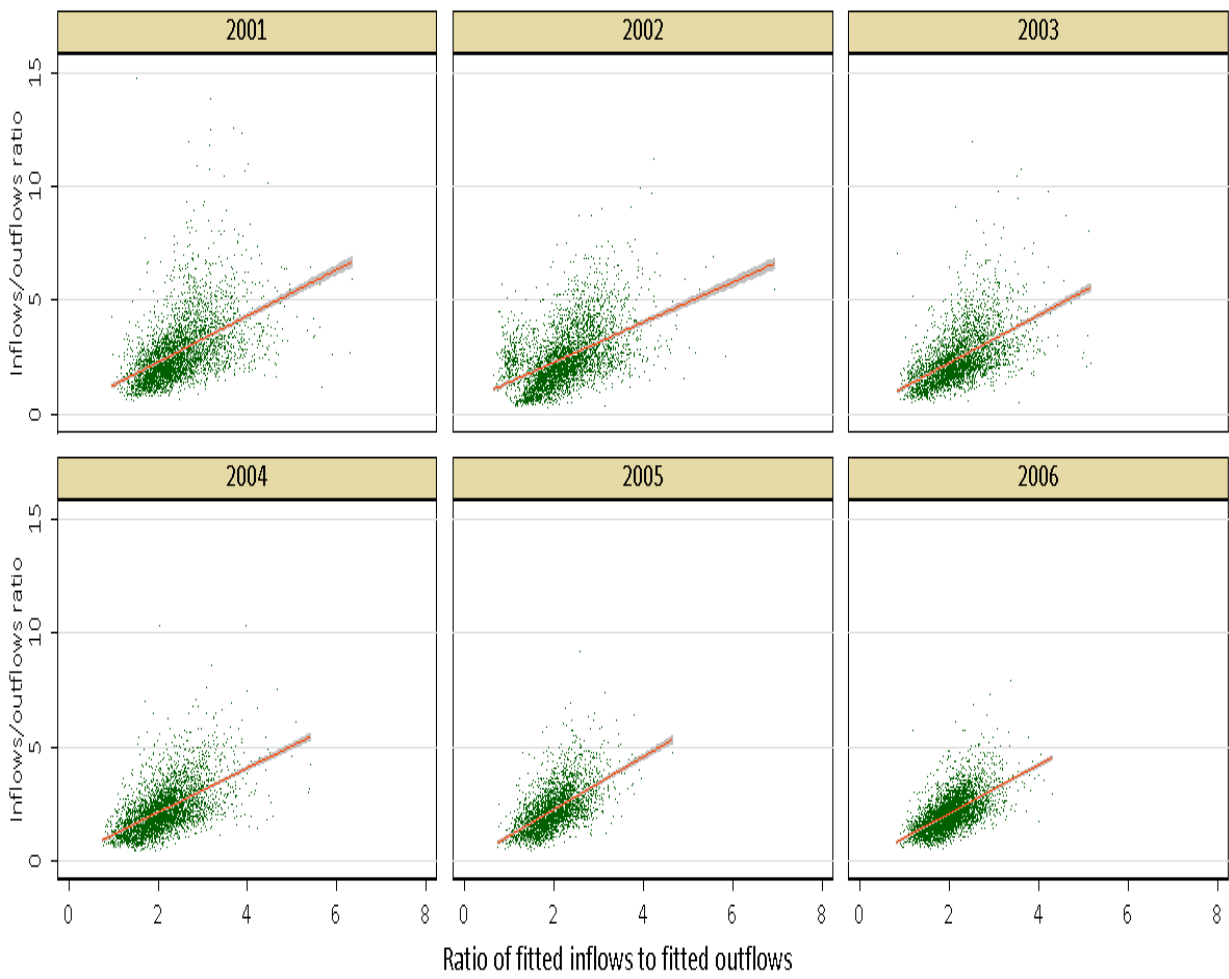 2001
2002
2003
Inflows/outflows ratio
15
10
5
0
2004
2005
2006
Inflows/outflows ratio
15
10
5
0
0 2 4 6 8
0 2 4 6 8
0 2 4 6 8
Ratio of fitted inflows to fitted outflows